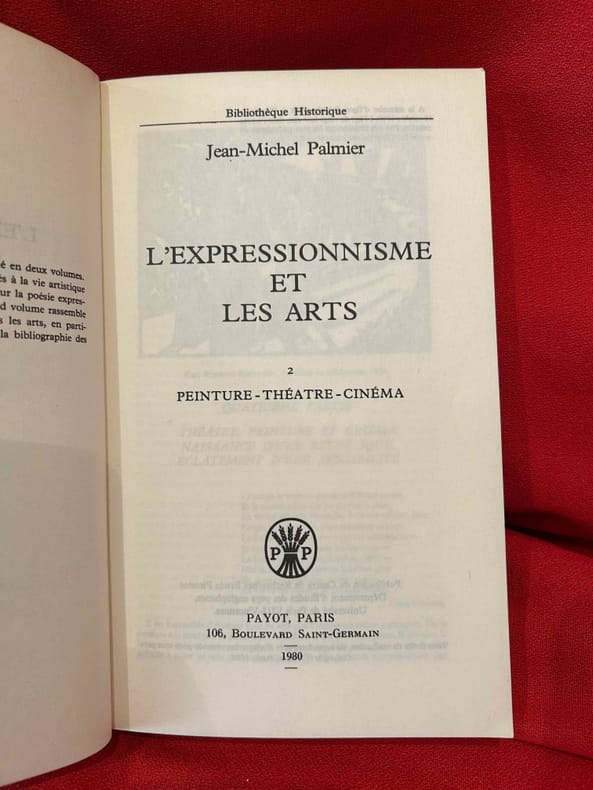 é en deux volumes.
s à la vie artistique
ur la poésie expres-
d volume rassemble
s les arts, en parti-
la bibliographie des
Bibliothèque Historique
Jean-Michel Palmier
L'EXPRESSIONNISME
ET
LES ARTS
2
PEINTURE-THÉATRE-CINÉMA
P P
PAYOT, PARIS
106, Boulevard Saint-Germain
1980